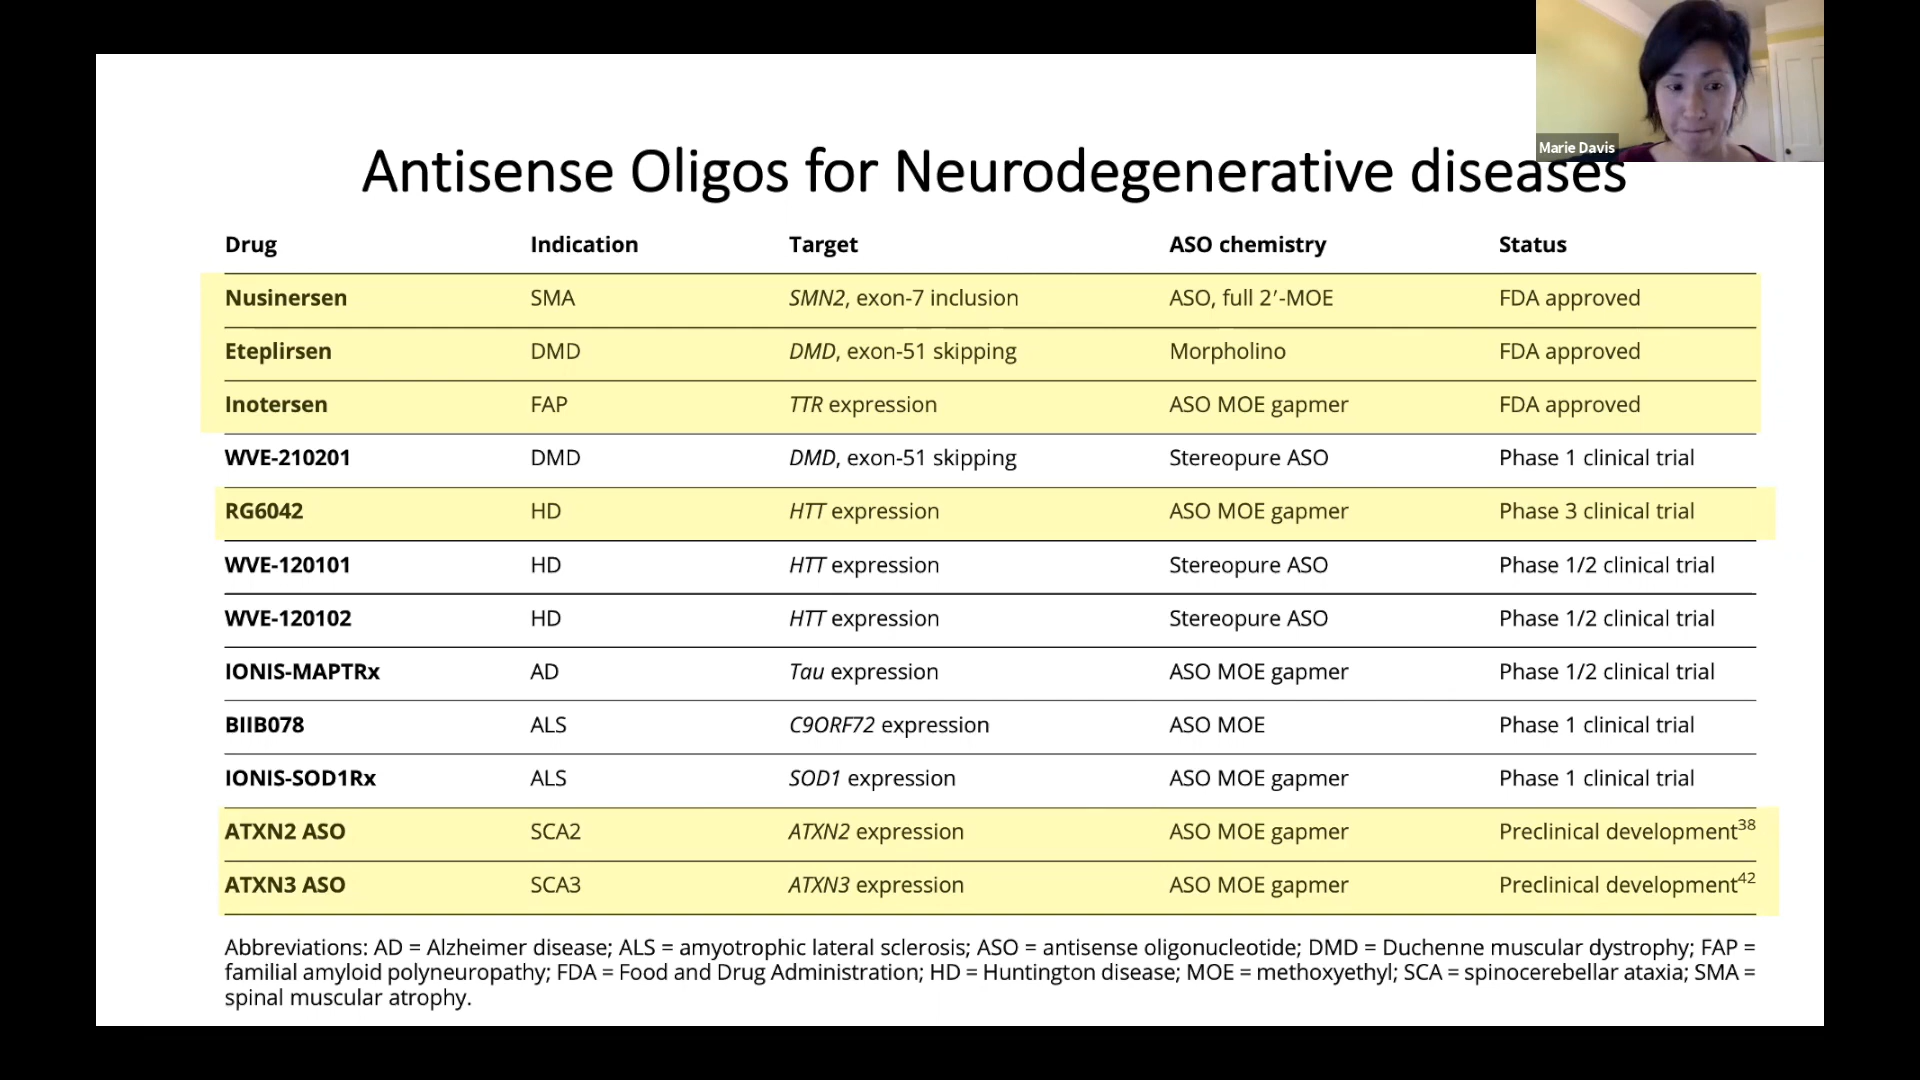 Marie Davis
Antisense Oligos for Neurodegenerative diseases
Drug Indication Target ASO chemistry Status
Nusinersen SMA SMN2, exon-7 inclusion ASO, full 2′-MOE FDA approved
Eteplirsen DMD DMD, exon-51 skipping Morpholino FDA approved
Inotersen FAP TTR expression ASO MOE gapmer FDA approved
WVE-210201 DMD DMD, exon-51 skipping Stereopure ASO Phase 1 clinical trial
RG6042 HD HTT expression ASO MOE gapmer Phase 3 clinical trial
WVE-120101 HD HTT expression Stereopure ASO Phase 1/2 clinical trial
WVE-120102 HD HTT expression Stereopure ASO Phase 1/2 clinical trial
IONIS-MAPTRx AD Tau expression ASO MOE gapmer Phase 1/2 clinical trial
BIIB078 ALS C9ORF72 expression ASO MOE Phase 1 clinical trial
IONIS-SOD1Rx ALS SOD1 expression ASO MOE gapmer Phase 1 clinical trial
ATXN2 ASO SCA2 ATXN2 expression ASO MOE gapmer Preclinical development38
ATXN3 ASO SCA3 ATXN3 expression ASO MOE gapmer Preclinical development42
Abbreviations: AD = Alzheimer disease; ALS = amyotrophic lateral sclerosis; ASO = antisense oligonucleotide; DMD = Duchenne muscular dystrophy; FAP =
familial amyloid polyneuropathy; FDA = Food and Drug Administration; HD = Huntington disease; MOE = methoxyethyl; SCA = spinocerebellar ataxia; SMA =
spinal muscular atrophy.